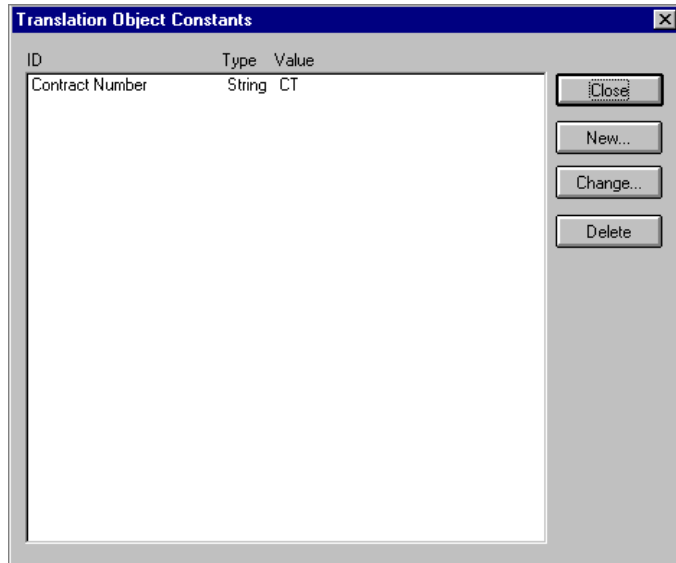 Translation Object Constants
ID Type Value
Contract Number String CT
Close
New...
Change...
Delete